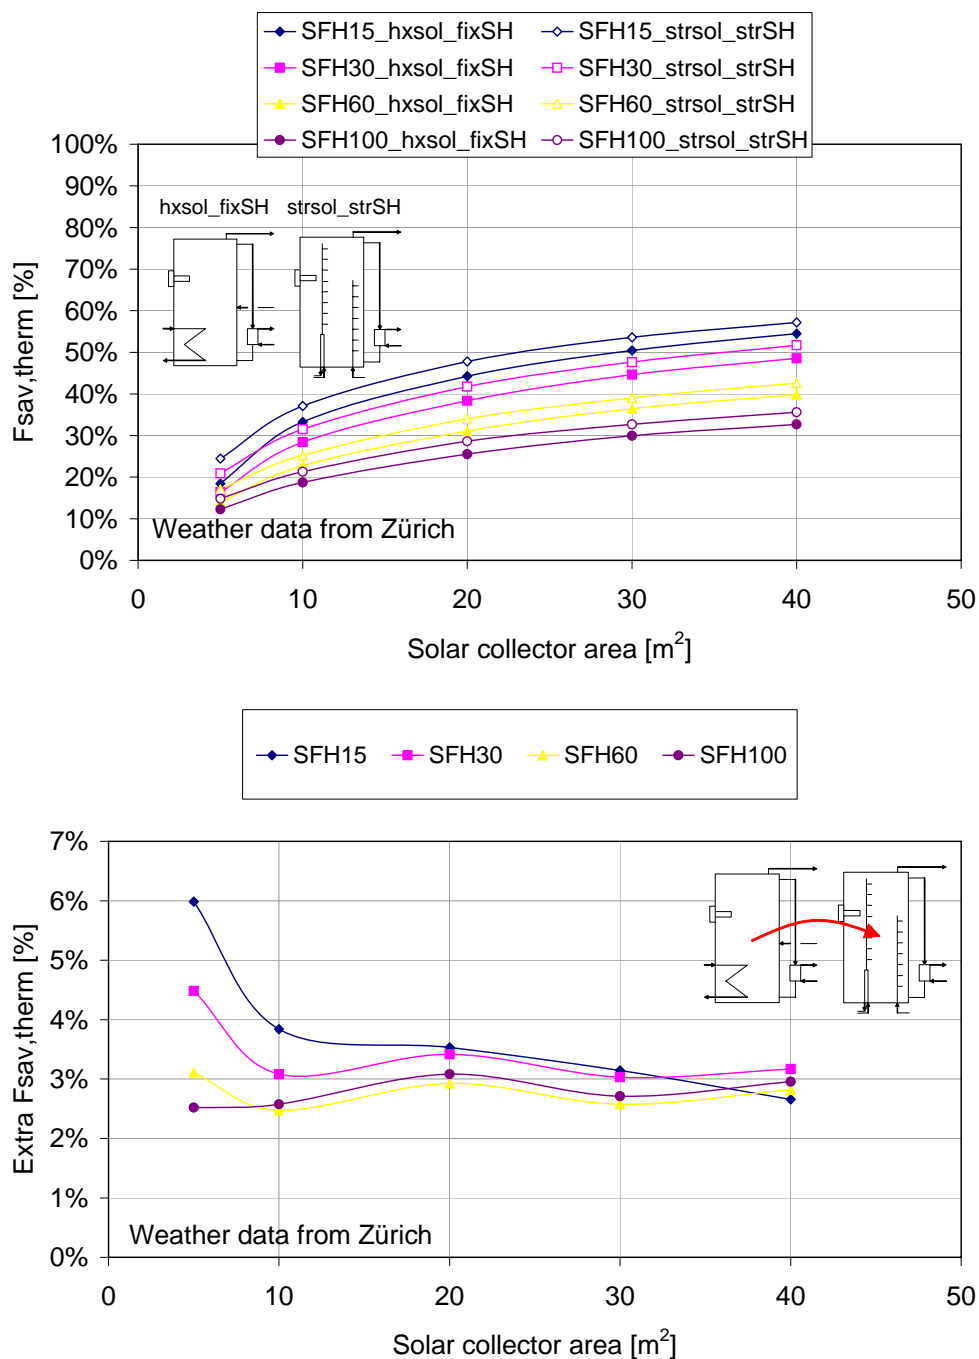 SFH15_hxsol_fixSH SFH15_strsol_strSH
SFH30_hxsol_fixSH SFH30_strsol_strSH
SFH60_hxsol_fixSH SFH60_strsol_strSH
SFH100_hxsol_fixSH SFH100_strsol_strSH
100%
90%
80%
70%
60%
50%
40%
30%
20%
10%
0%
Fsav,therm [%]
hxsol_fixSH strsol_strSH
Weather data from Zürich
0 10 20 30 40 50
Solar collector area [m²]
SFH15 SFH30 SFH60 SFH100
7%
6%
5%
4%
3%
2%
1%
0%
Extra Fsav,therm [%]
Weather data from Zürich
0 10 20 30 40 50
Solar collector area [m²]